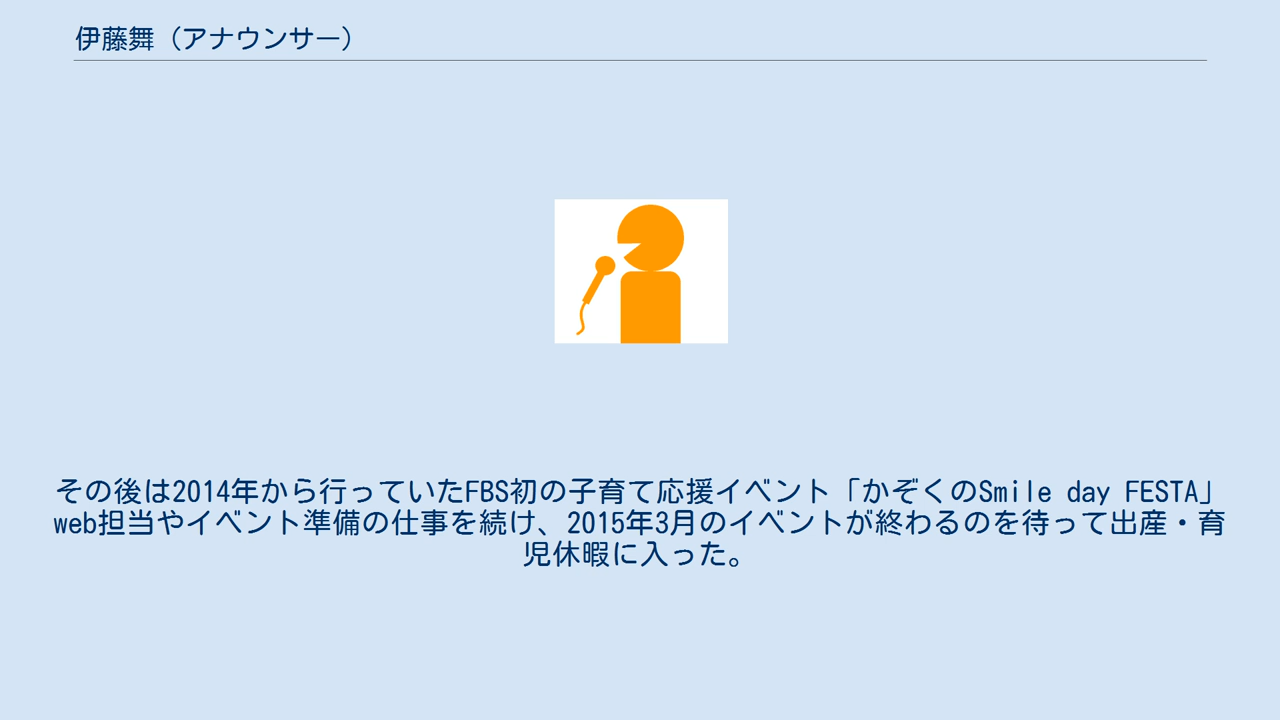 伊藤舞（アナウンサー）
その後は2014年から行っていたFBS初の子育て応援イベント「かぞくのSmile day FESTA」
web担当やイベント準備の仕事を続け、2015年3月のイベントが終わるのを待って出産・育
児休暇に入った。